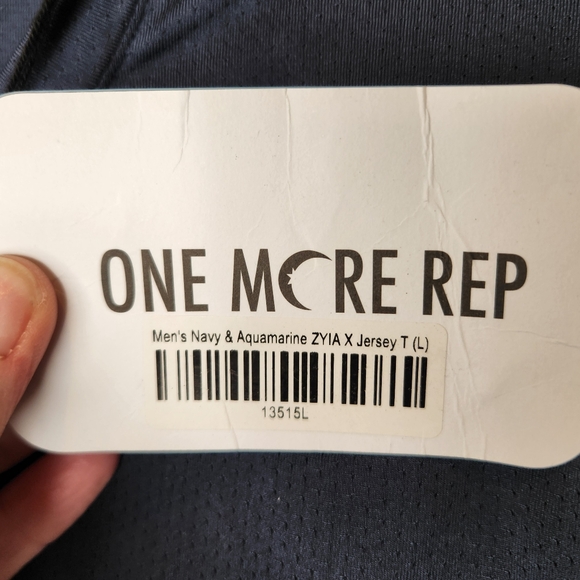 ONE MORE REP
Men's Navy & Aquamarine ZYIA X Jersey T (L)
13515L